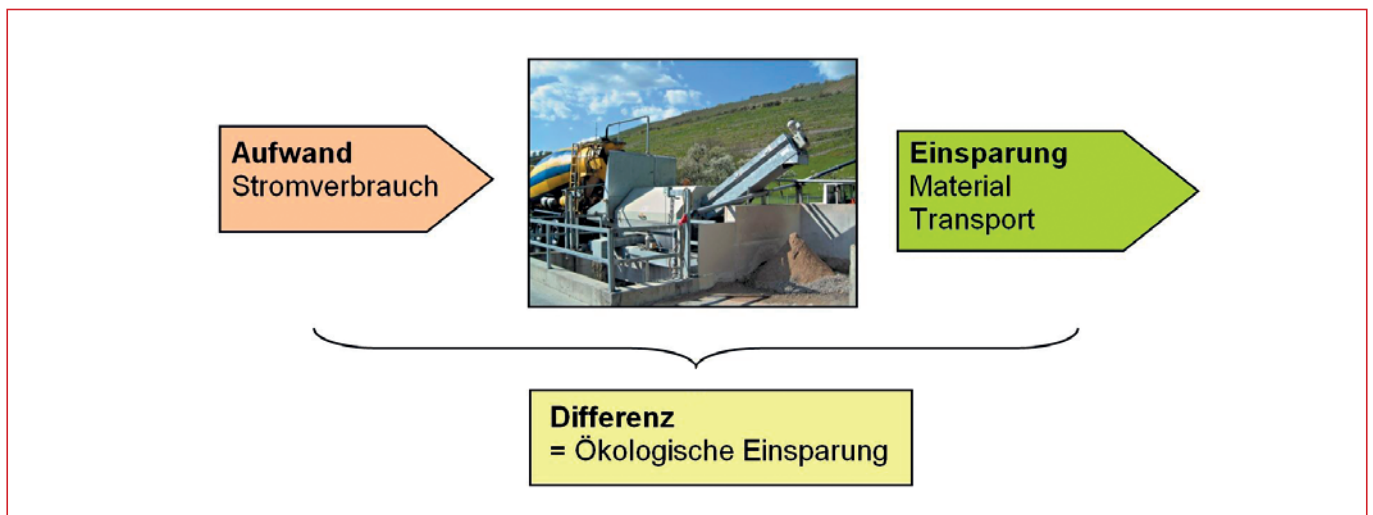 Aufwand
Stromverbrauch
Einsparung
Material
Transport
Differenz
= Ökologische Einsparung